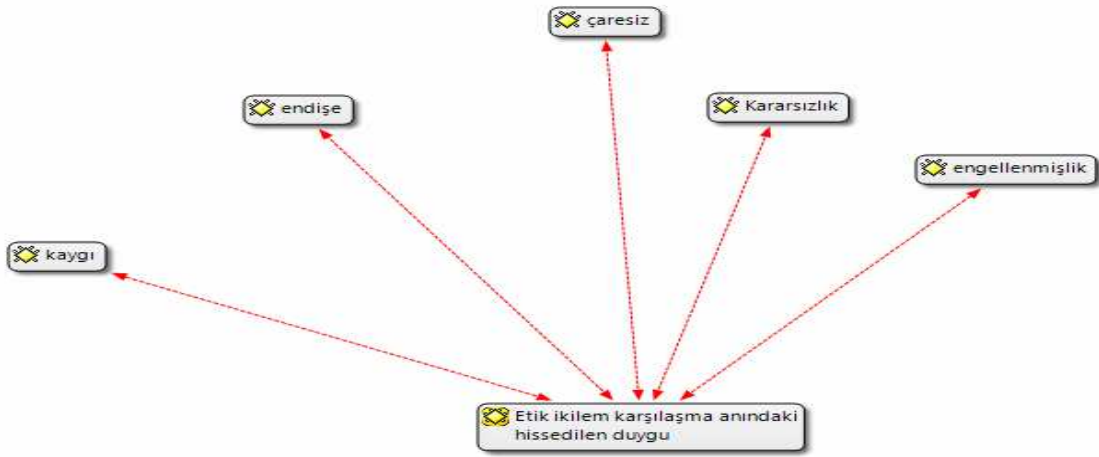 çaresiz
endişe
Kararsızlık
engellenmişlik
kaygı
Etik ikilem karşılaşma anındaki
hissedilen duygu